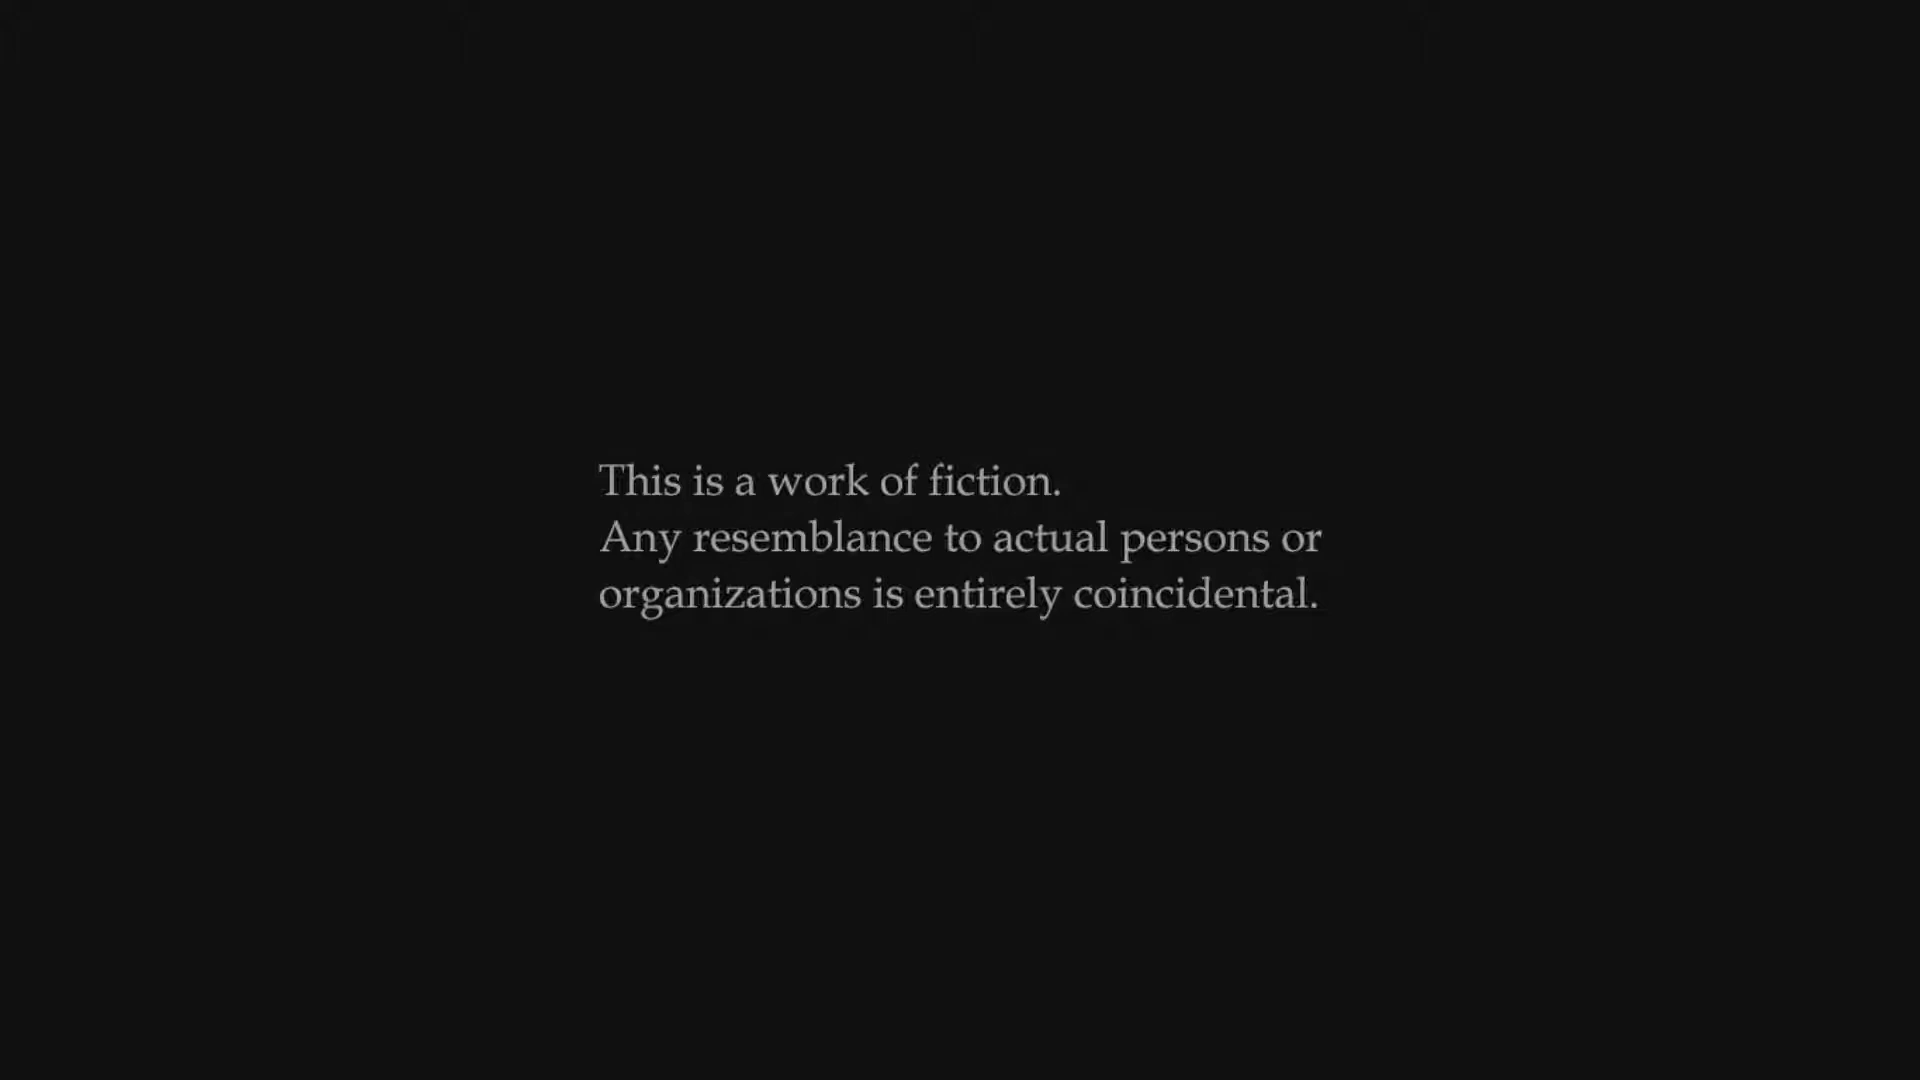 This is a work of fiction.
Any resemblance to actual persons or
organizations is entirely coincidental.